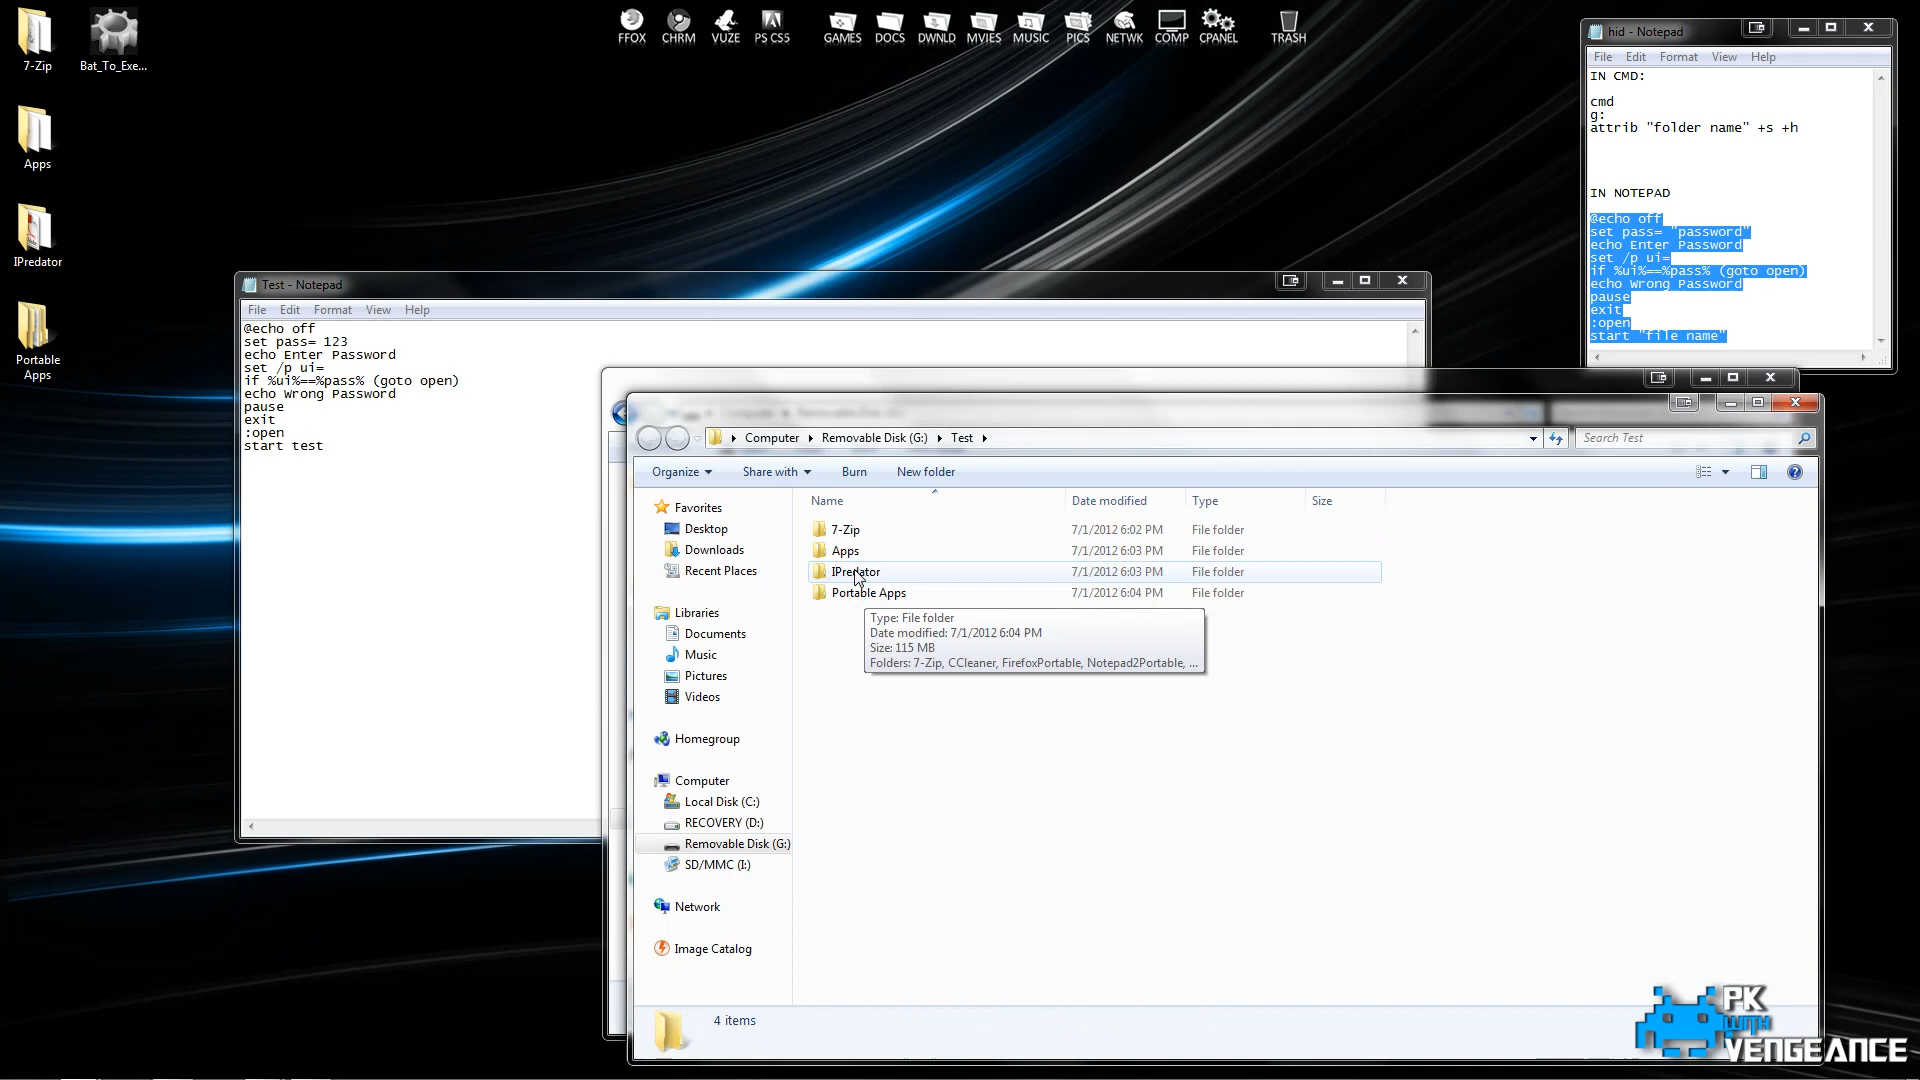 FFOX
CHRM
VUZE
PS CS5
GAMES
DOCS
DWNLD
MVIES
MUSIC
PICS
NETWK
COMP
CPANEL
TRASH
7-Zip
Bat_To_Exe...
Apps
IPredator
Portable
Apps
hid - Notepad
File Edit Format View Help
IN CMD:
cmd
g:
attrib "folder name" +s +h
IN NOTEPAD
@echo off
set pass= "password"
echo Enter Password
set /p ui=
if %ui%==%pass% (goto open)
echo Wrong Password
pause
exit
:open
start "file name"
Test - Notepad
File Edit Format View Help
@echo off
set pass= 123
echo Enter Password
set /p ui=
if %ui%==%pass% (goto open)
echo Wrong Password
pause
exit
:open
start test
Computer Removable Disk (G:) Test
Search Test
Organize Share with Burn New folder
Favorites
Desktop
Downloads
Recent Places
Libraries
Documents
Music
Pictures
Videos
Homegroup
Computer
Local Disk (C:)
RECOVERY (D:)
Removable Disk (G:)
SD/MMC (I:)
Network
Image Catalog
Name Date modified Type Size
7-Zip 7/1/2012 6:02 PM File folder
Apps 7/1/2012 6:03 PM File folder
IPredator 7/1/2012 6:03 PM File folder
Portable Apps 7/1/2012 6:04 PM File folder
Type: File folder
Date modified: 7/1/2012 6:04 PM
Size: 115 MB
Folders: 7-Zip, CCleaner, FirefoxPortable, Notepad2Portable, ...
4 items
PK
WITH
VENGEANCE